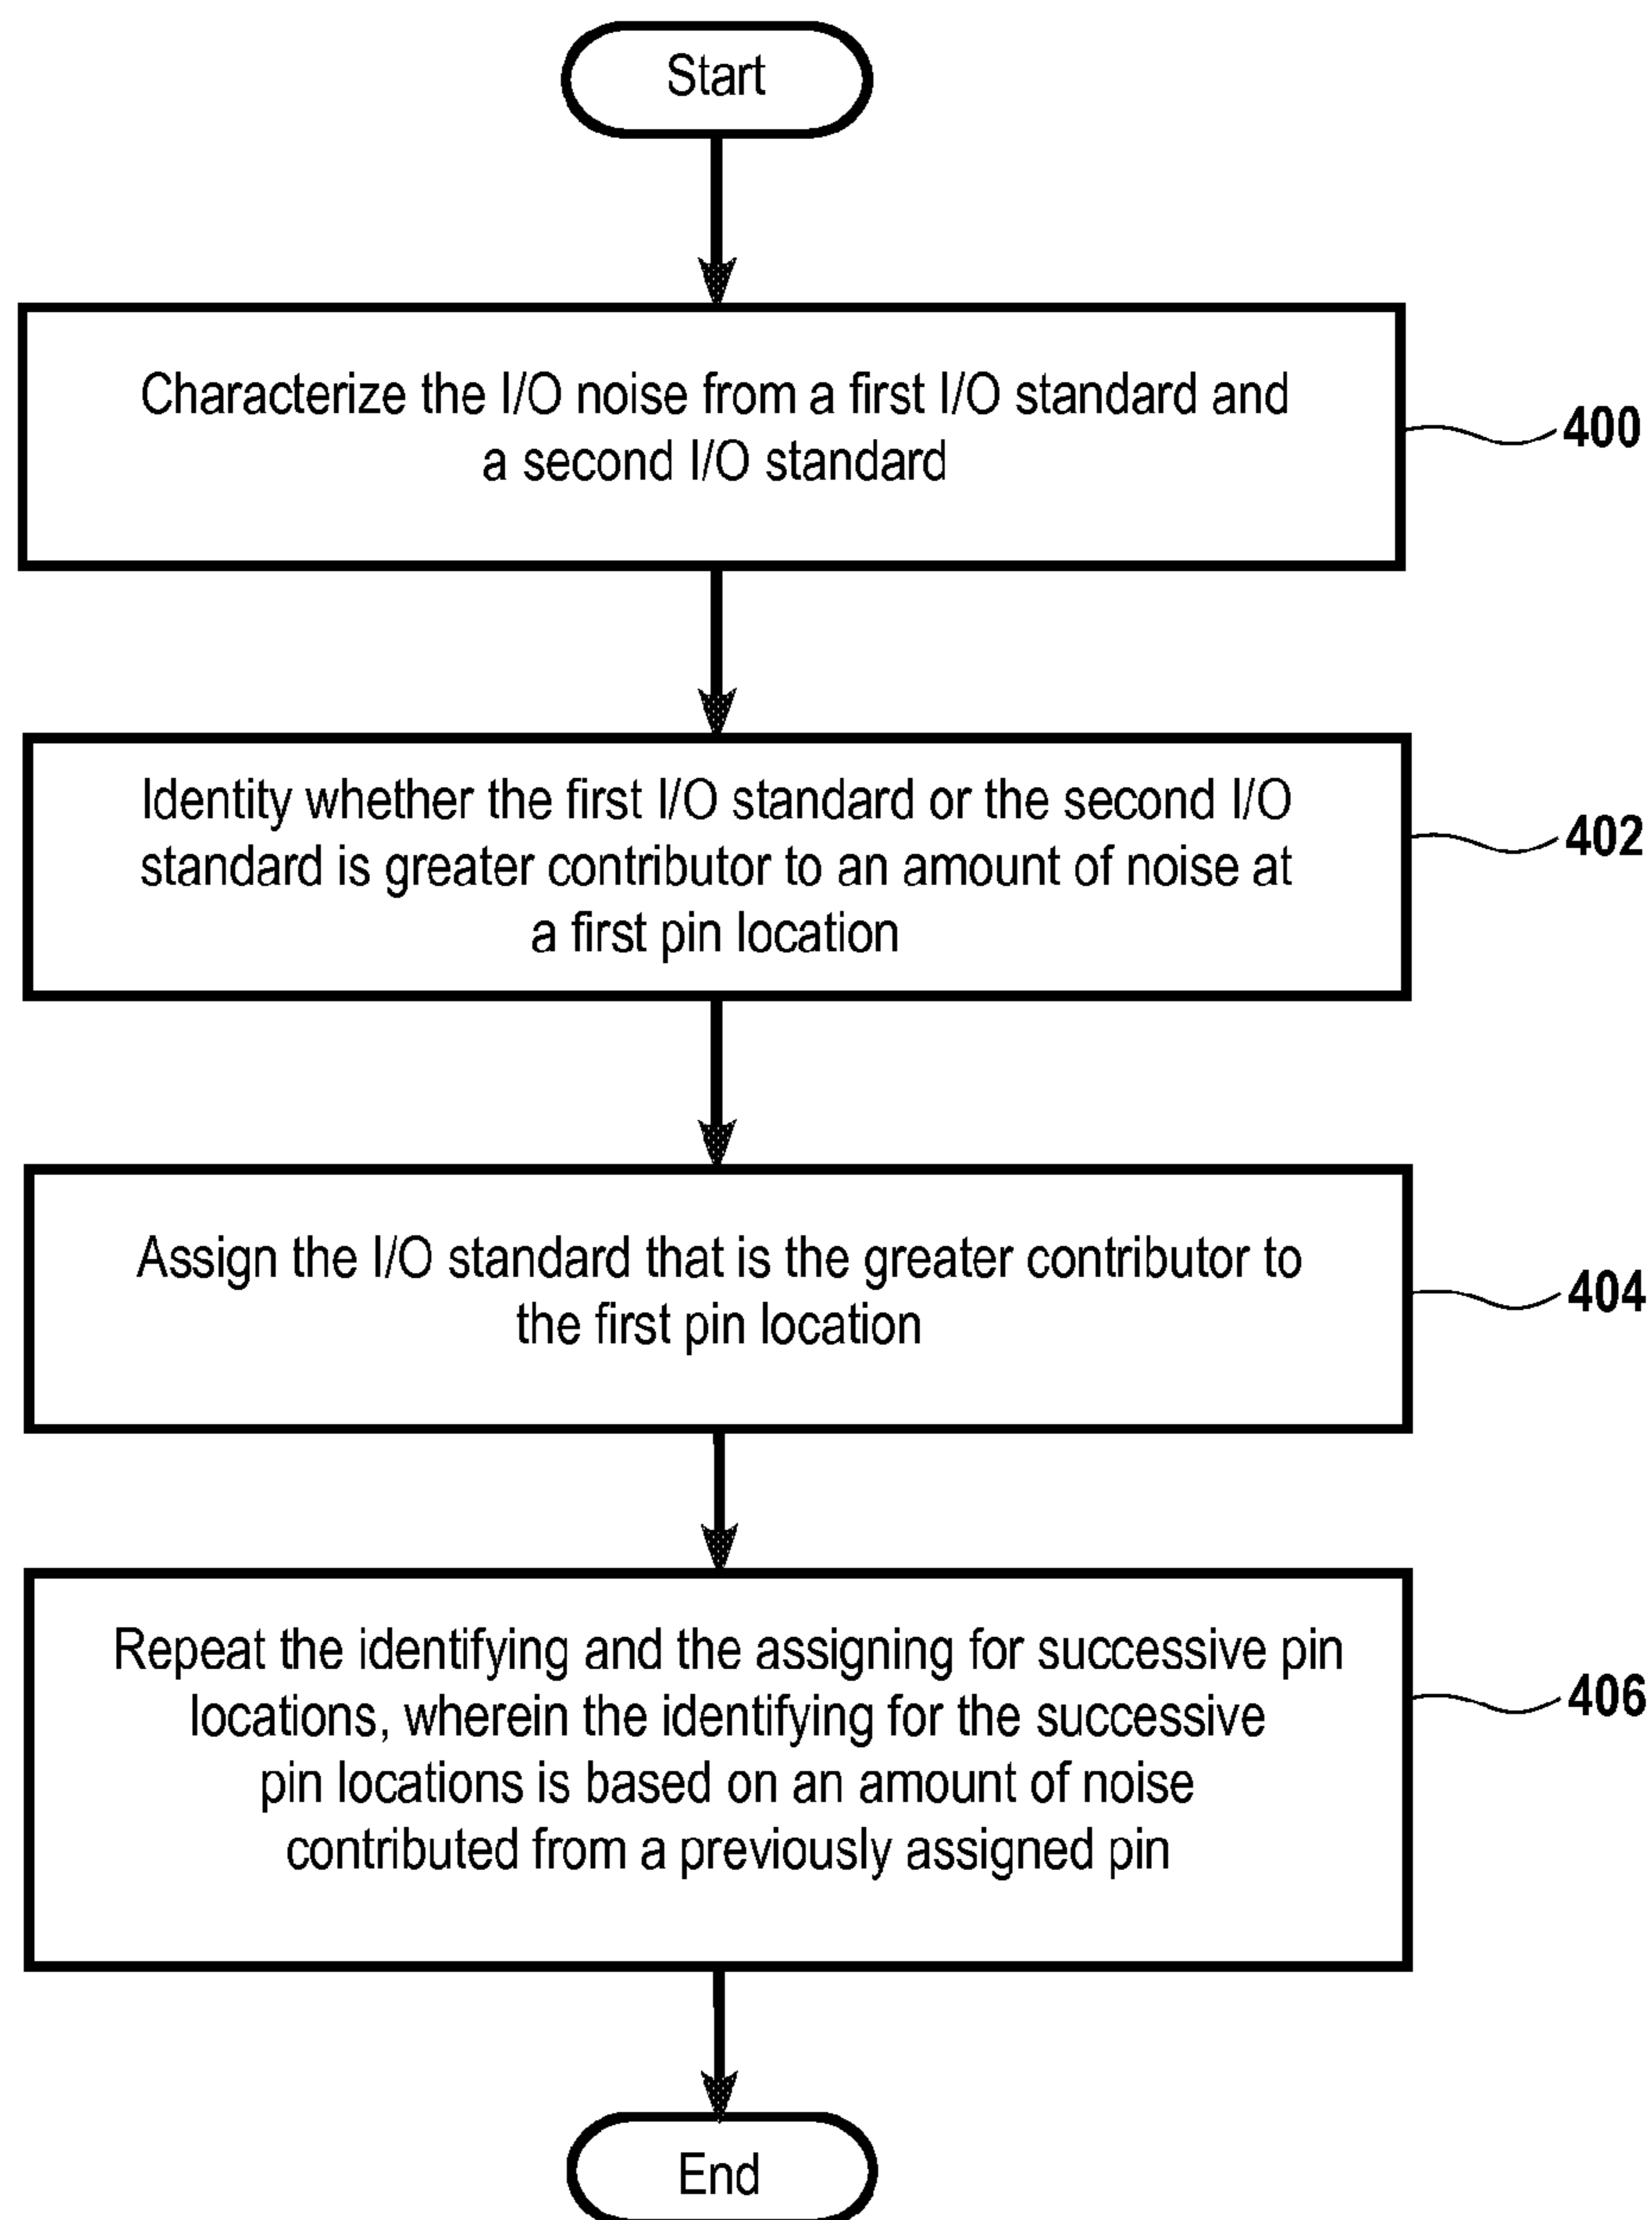 Start
Characterize the I/O noise from a first I/O standard and
a second I/O standard
400
Identity whether the first I/O standard or the second I/O
standard is greater contributor to an amount of noise at
a first pin location
402
Assign the I/O standard that is the greater contributor to
the first pin location
404
Repeat the identifying and the assigning for successive pin
locations, wherein the identifying for the successive
pin locations is based on an amount of noise
contributed from a previously assigned pin
406
End